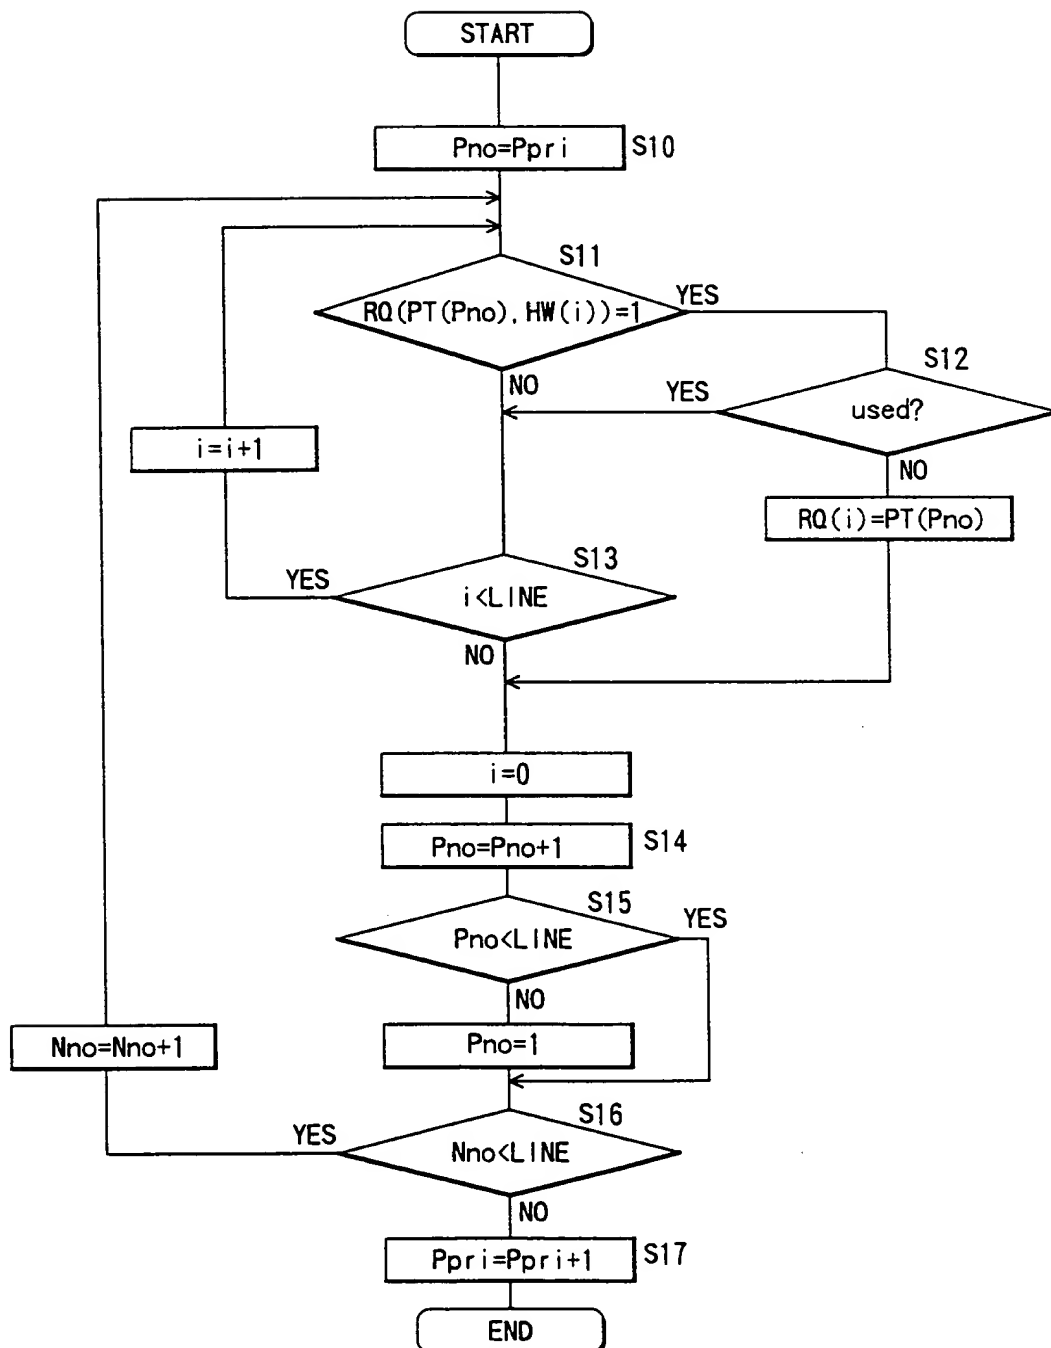 START
Pno=Ppri
S10
S11
RQ(PT(Pno),HW(i))=1
YES
NO
S12
used?
YES
NO
i=i+1
RQ(i)=PT(Pno)
S13
i<LINE
YES
NO
i=0
Pno=Pno+1
S14
S15
Pno<LINE
YES
NO
Pno=1
Nno=Nno+1
S16
Nno<LINE
YES
NO
Ppri=Ppri+1
S17
END